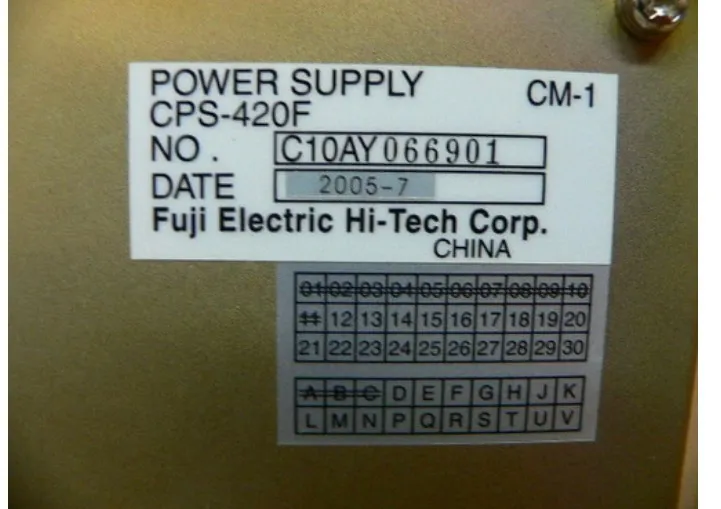 POWER SUPPLY CM-1
CPS-420F
NO. C10AY066901
DATE 2005-7
Fuji Electric Hi-Tech Corp.
CHINA
01 02 03 04 05 06 07 08 09 10
11 12 13 14 15 16 17 18 19 20
21 22 23 24 25 26 27 28 29 30
A B C D E F G H J K
L M N P Q R S T U V